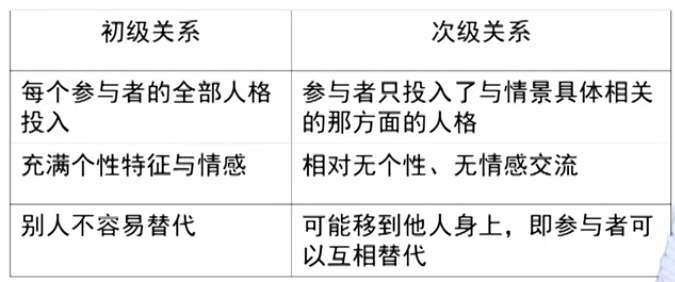 初级关系
次级关系
每个参与者的全部人格
投入
参与者只投入了与情景具体相关
的那方面的人格
充满个性特征与情感
相对无个性、无情感交流
别人不容易替代
可能移到他人身上，即参与者可
以互相替代